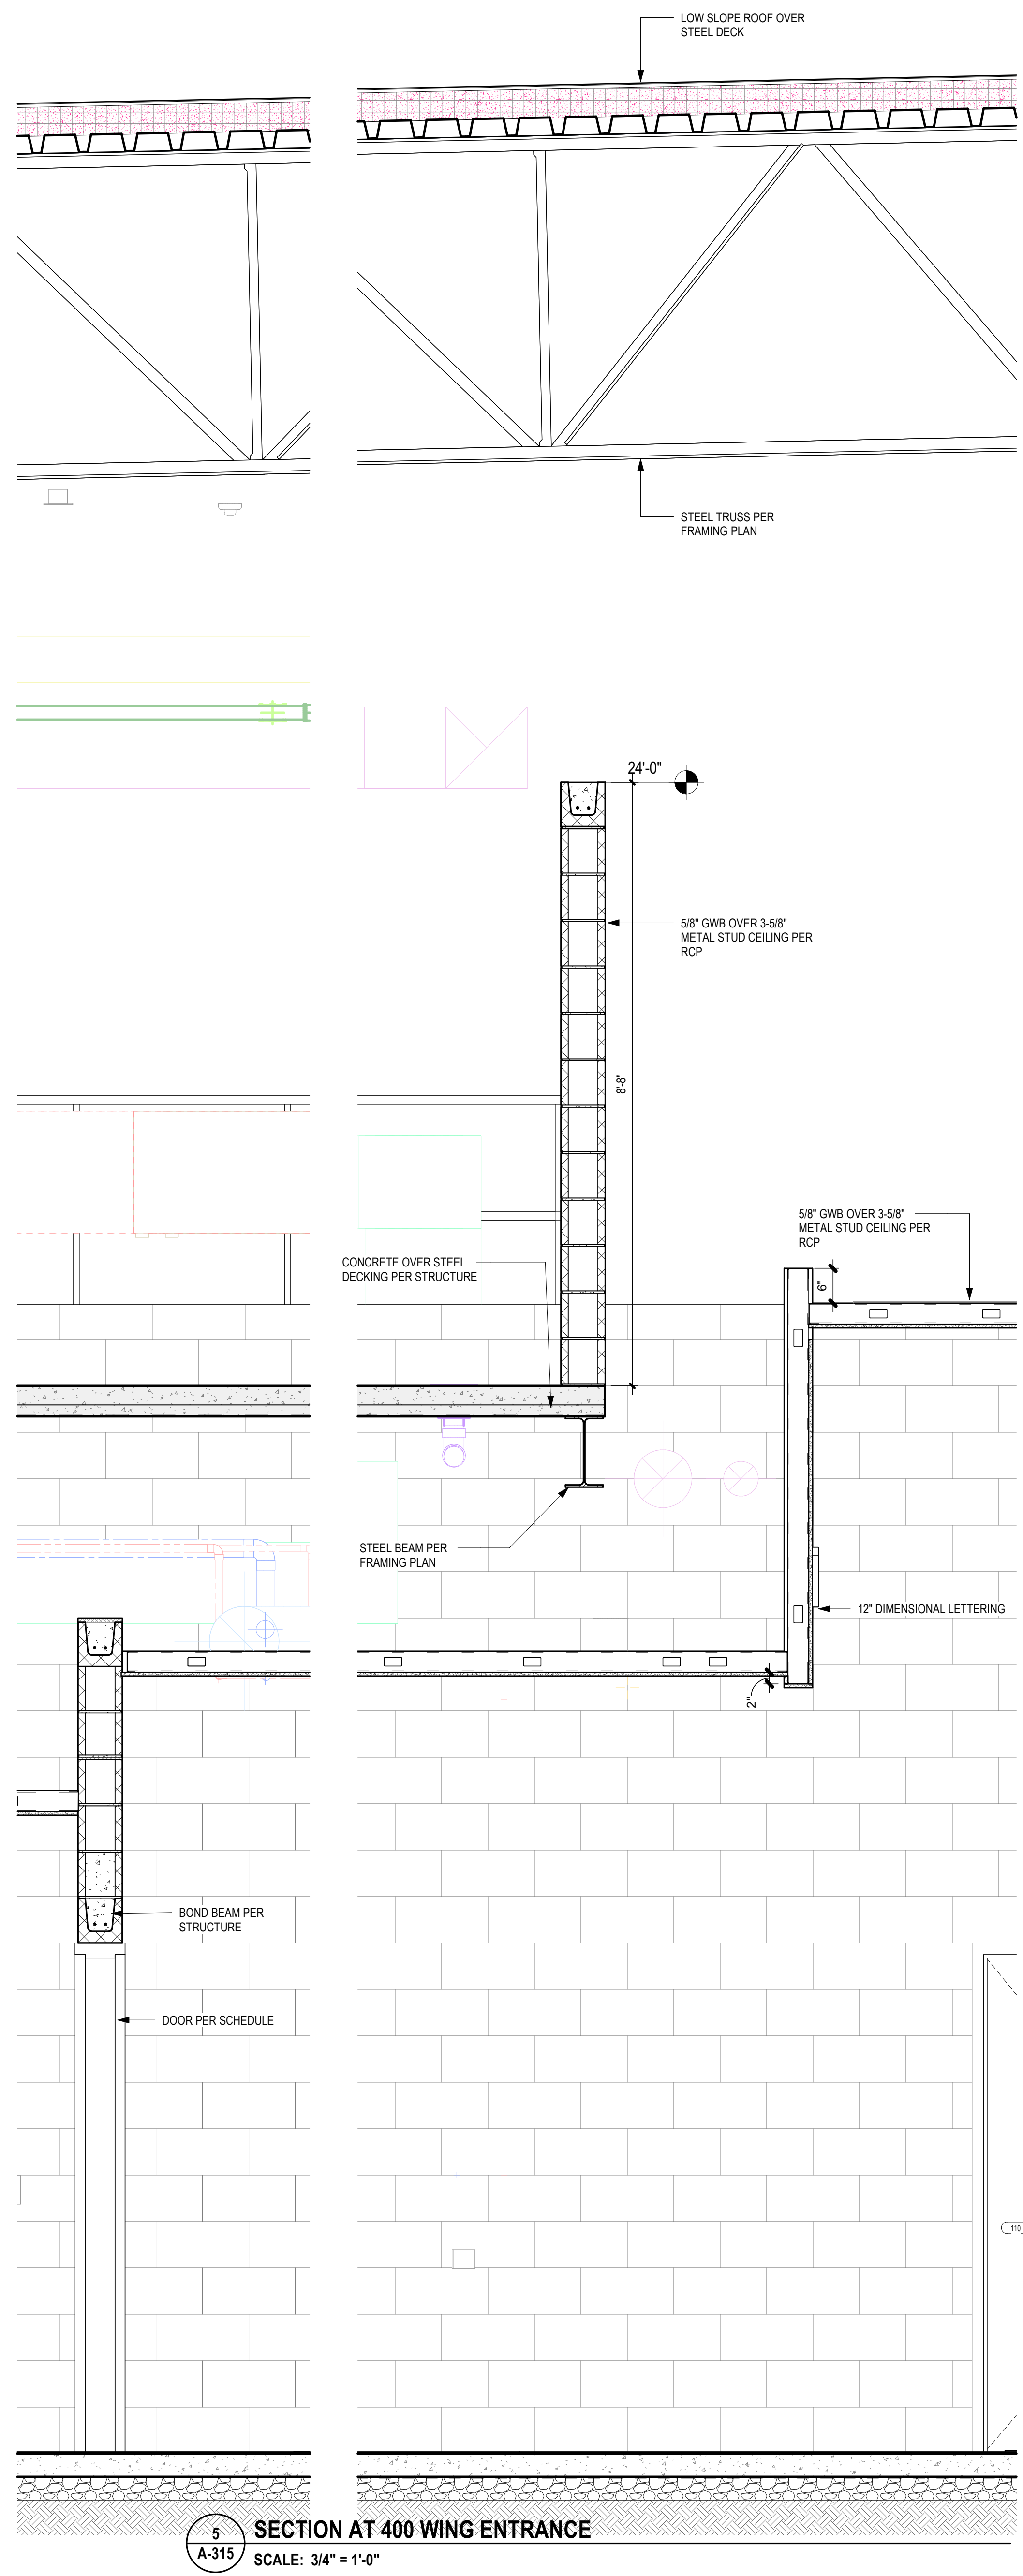 LOW SLOPE ROOF OVER
STEEL DECK
STEEL TRUSS PER
FRAMING PLAN
24'-0"
5/8" GWB OVER 3-5/8"
METAL STUD CEILING PER
RCP
8'-8"
5/8" GWB OVER 3-5/8"
METAL STUD CEILING PER
RCP
6"
CONCRETE OVER STEEL
DECKING PER STRUCTURE
STEEL BEAM PER
FRAMING PLAN
12" DIMENSIONAL LETTERING
2"
BOND BEAM PER
STRUCTURE
DOOR PER SCHEDULE
110
5
A-315
SECTION AT 400 WING ENTRANCE
SCALE: 3/4" = 1'-0"